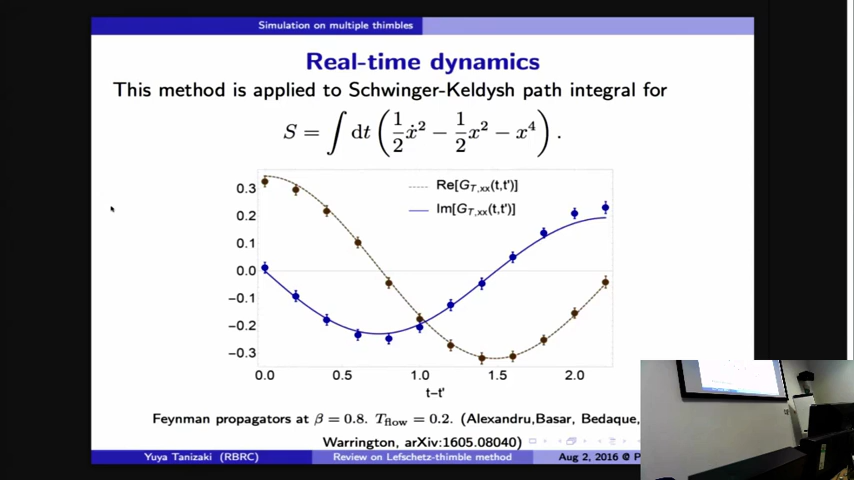 Simulation on multiple thimbles
Real-time dynamics
This method is applied to Schwinger-Keldysh path integral for
S = ∫ dt ( 1/2 ẋ² − 1/2 x² − x⁴ ) .
Re[G_T,xx(t,t')]
Im[G_T,xx(t,t')]
0.3
0.2
0.1
0.0
−0.1
−0.2
−0.3
0.0 0.5 1.0 1.5 2.0
t−t'
Feynman propagators at β = 0.8. T_flow = 0.2. (Alexandru,Basar, Bedaque,
Warrington, arXiv:1605.08040)
Yuya Tanizaki (RBRC) Review on Lefschetz-thimble method Aug 2, 2016 @